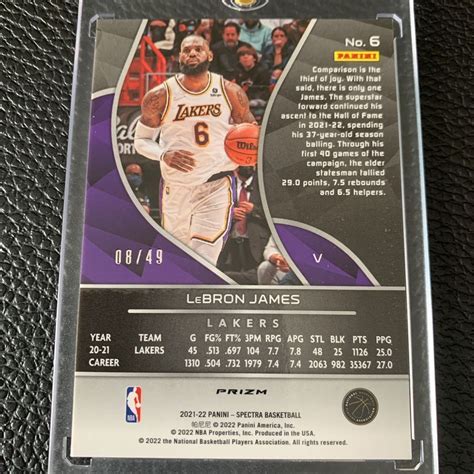 No. 6
PANINI
Comparison is the
thief of joy. With that
said, there is only one
James. The superstar
forward continued his
ascent to the Hall of Fame
in 2021-22, spending
his 37-year-old season
balling. Through his
first 40 games of the
campaign, the elder
statesman tallied
29.0 points, 7.5 rebounds
and 6.5 helpers.
LAKERS
6
Wilson
08/49
V
LEBRON JAMES
LAKERS
YEAR TEAM G FG% FT% 3PM RPG APG STL BLK PTS PPG
20-21 LAKERS 45 .513 .697 104 7.7 7.8 48 25 1126 25.0
CAREER 1310 .504 .732 7.4 7.4 2063 982 35367 27.0
NBA
PRIZM
2021-22 PANINI – SPECTRA BASKETBALL
帕尼尼 © 2022 Panini America, Inc.
© 2022 NBA Properties, Inc. Produced in the USA.
© 2022 the National Basketball Players Association. All rights reserved.